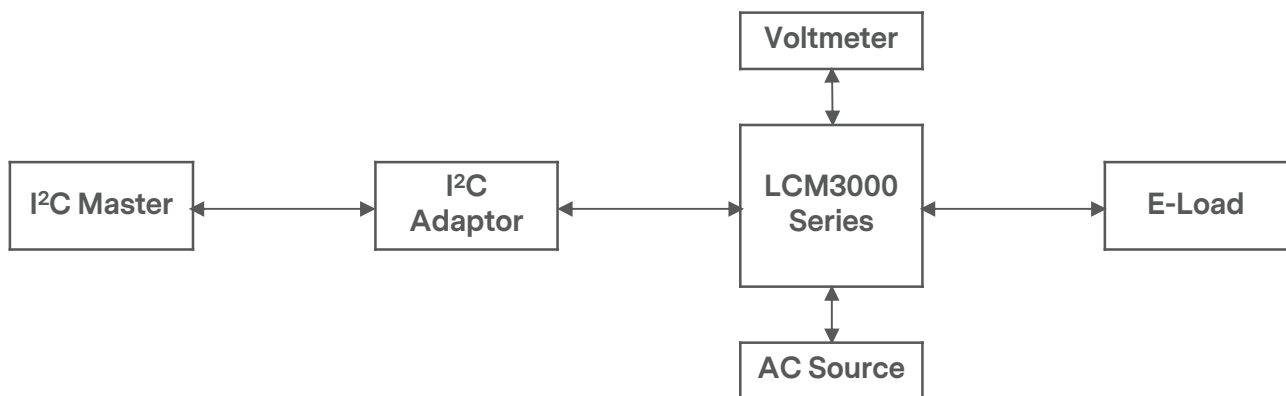 Voltmeter
I²C Master
I²C
Adaptor
LCM3000
Series
E-Load
AC Source